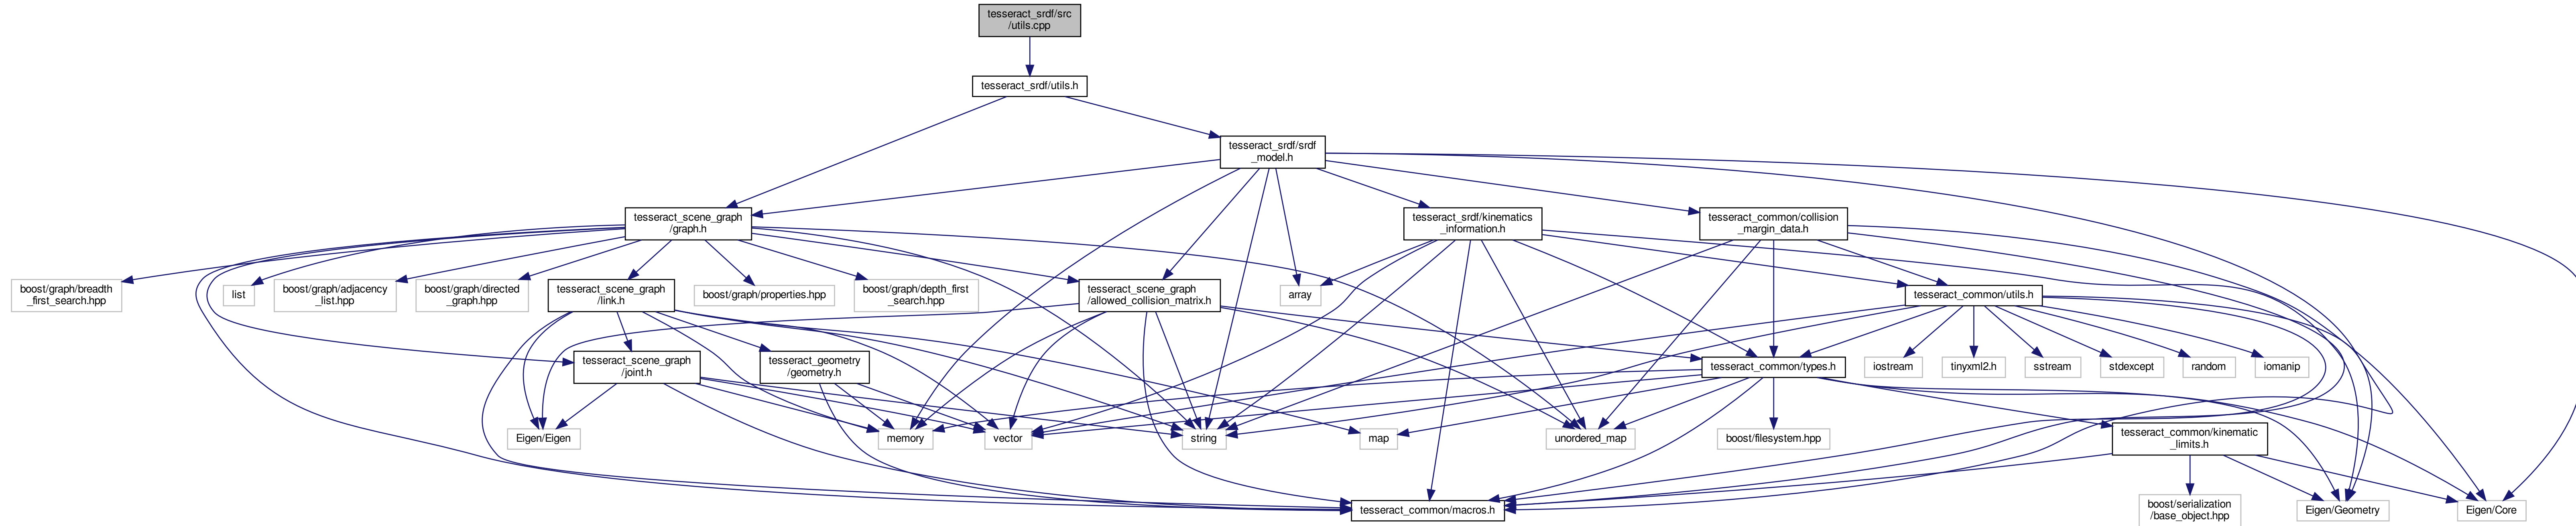 tesseract_srdf/src
/utils.cpp
tesseract_srdf/utils.h
tesseract_srdf/srdf
_model.h
tesseract_scene_graph
/graph.h
tesseract_srdf/kinematics
_information.h
tesseract_common/collision
_margin_data.h
boost/graph/breadth
_first_search.hpp
list
boost/graph/adjacency
_list.hpp
boost/graph/directed
_graph.hpp
tesseract_scene_graph
/link.h
boost/graph/properties.hpp
boost/graph/depth_first
_search.hpp
tesseract_scene_graph
/allowed_collision_matrix.h
array
tesseract_common/utils.h
tesseract_scene_graph
/joint.h
tesseract_geometry
/geometry.h
tesseract_common/types.h
iostream
tinyxml2.h
sstream
stdexcept
random
iomanip
Eigen/Eigen
memory
vector
string
map
unordered_map
boost/filesystem.hpp
tesseract_common/kinematic
_limits.h
tesseract_common/macros.h
boost/serialization
/base_object.hpp
Eigen/Geometry
Eigen/Core